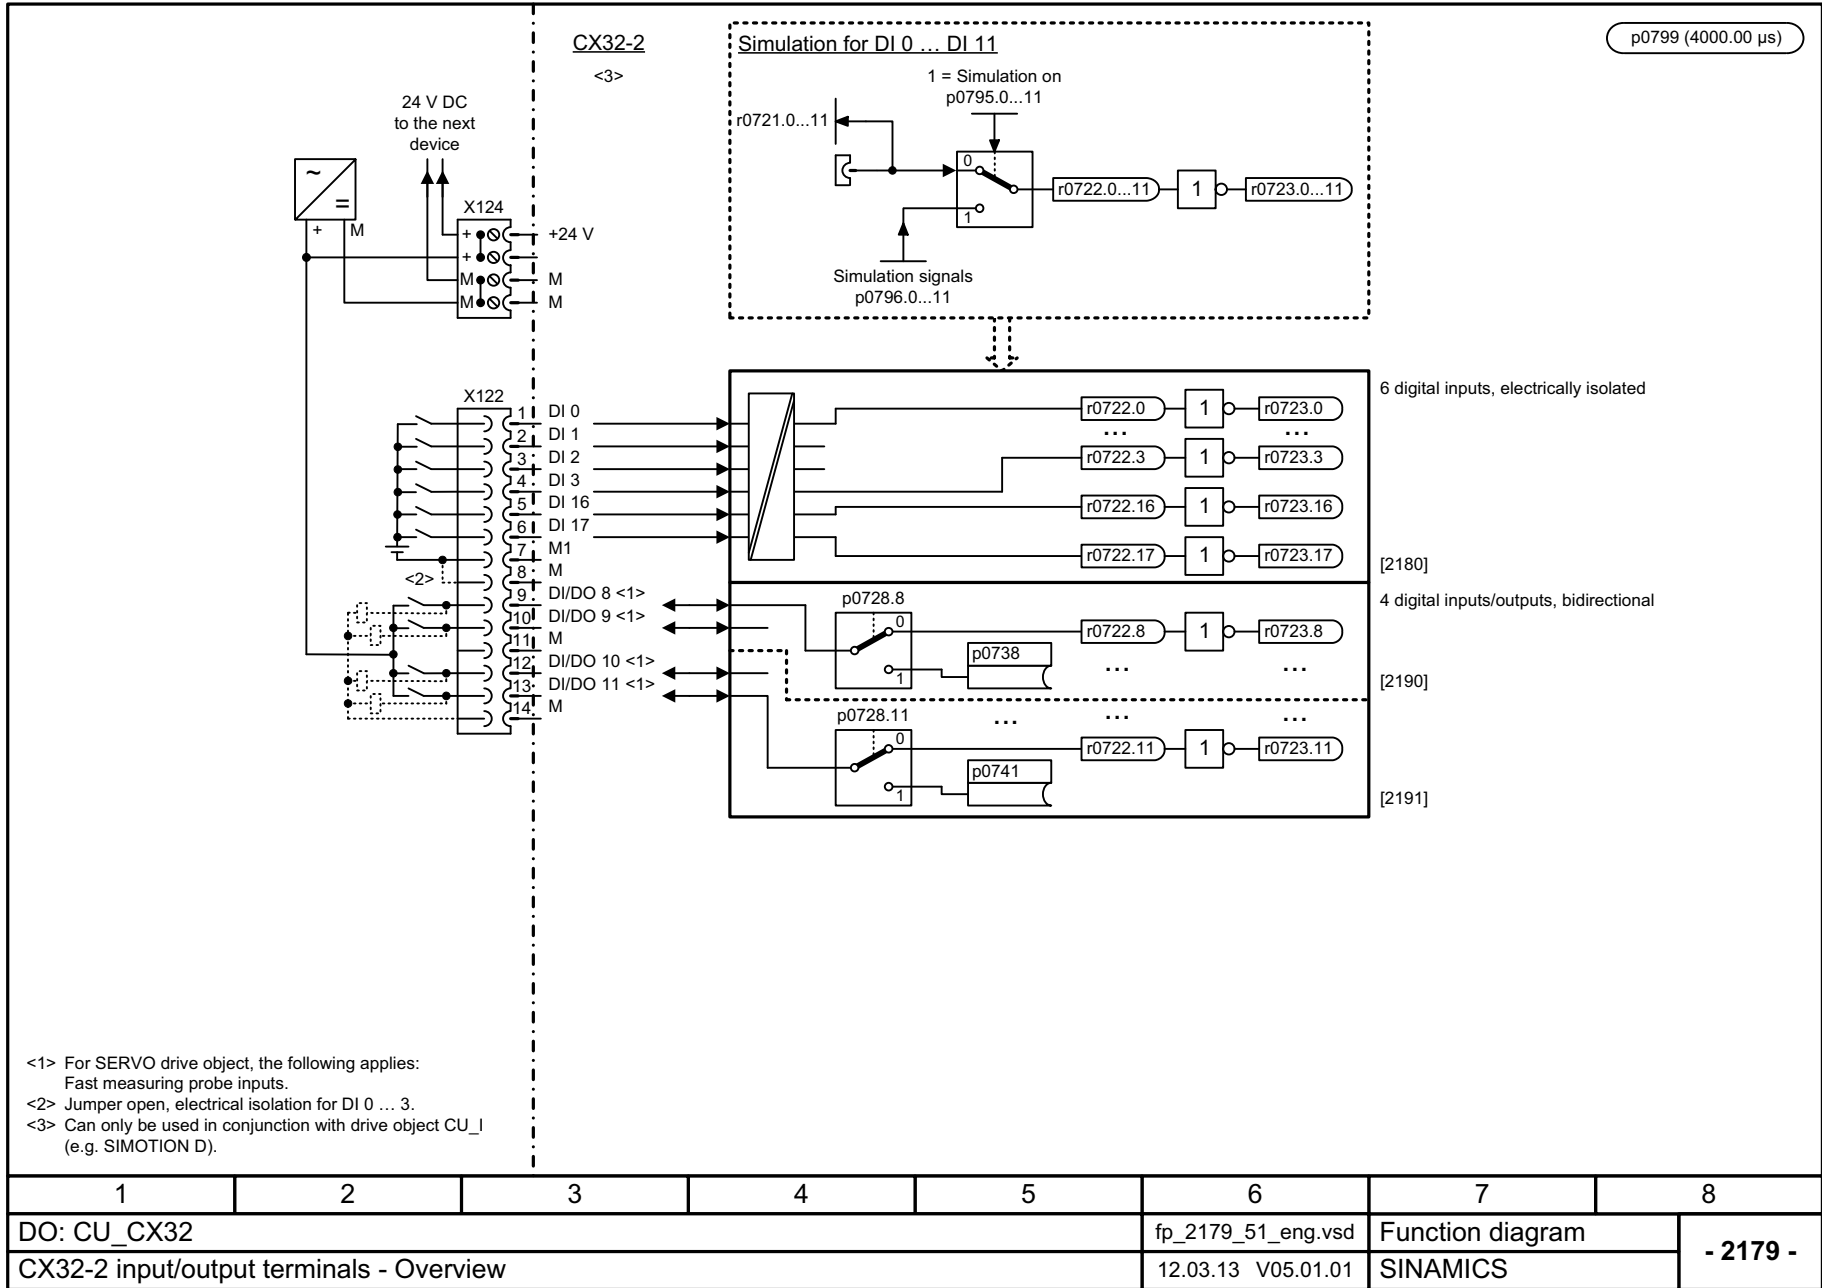 CX32-2
<3>
Simulation for DI 0 … DI 11
p0799 (4000.00 µs)
1 = Simulation on
p0795.0...11
r0721.0...11
0
1
r0722.0...11
1
r0723.0...11
Simulation signals
p0796.0...11
24 V DC
to the next
device
~
=
+
M
X124
+
+24 V
+
M
M
M
M
X122
1 DI 0
2 DI 1
3 DI 2
4 DI 3
5 DI 16
6 DI 17
7 M1
8 M
<2>
9 DI/DO 8 <1>
10 DI/DO 9 <1>
11 M
12 DI/DO 10 <1>
13 DI/DO 11 <1>
14 M
r0722.0 1 r0723.0
... ...
r0722.3 1 r0723.3
r0722.16 1 r0723.16
r0722.17 1 r0723.17
6 digital inputs, electrically isolated
[2180]
p0728.8
0
1
p0738
r0722.8 1 r0723.8
... ...
4 digital inputs/outputs, bidirectional
[2190]
p0728.11
... ... ...
0
1
p0741
r0722.11 1 r0723.11
[2191]
<1> For SERVO drive object, the following applies:
Fast measuring probe inputs.
<2> Jumper open, electrical isolation for DI 0 … 3.
<3> Can only be used in conjunction with drive object CU_I
(e.g. SIMOTION D).
1 2 3 4 5 6 7 8
DO: CU_CX32
fp_2179_51_eng.vsd
Function diagram
- 2179 -
CX32-2 input/output terminals - Overview
12.03.13 V05.01.01
SINAMICS